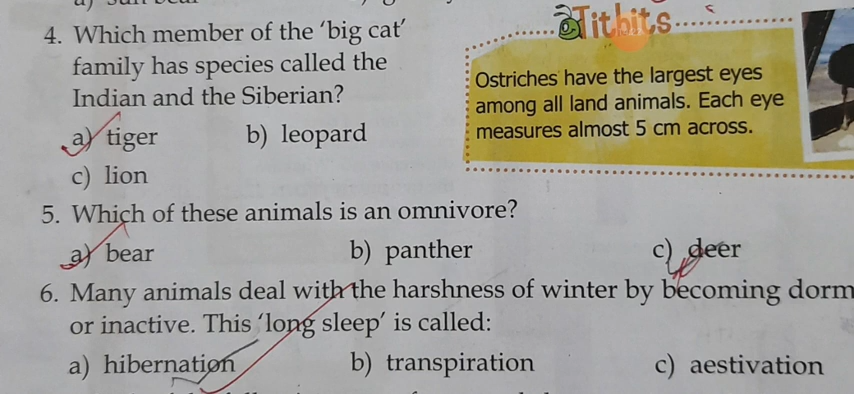 4. Which member of the 'big cat'
family has species called the
Indian and the Siberian?
a) tiger b) leopard
c) lion
Titbits
Ostriches have the largest eyes
among all land animals. Each eye
measures almost 5 cm across.
5. Which of these animals is an omnivore?
a) bear b) panther c) deer
6. Many animals deal with the harshness of winter by becoming dorm
or inactive. This 'long sleep' is called:
a) hibernation b) transpiration c) aestivation